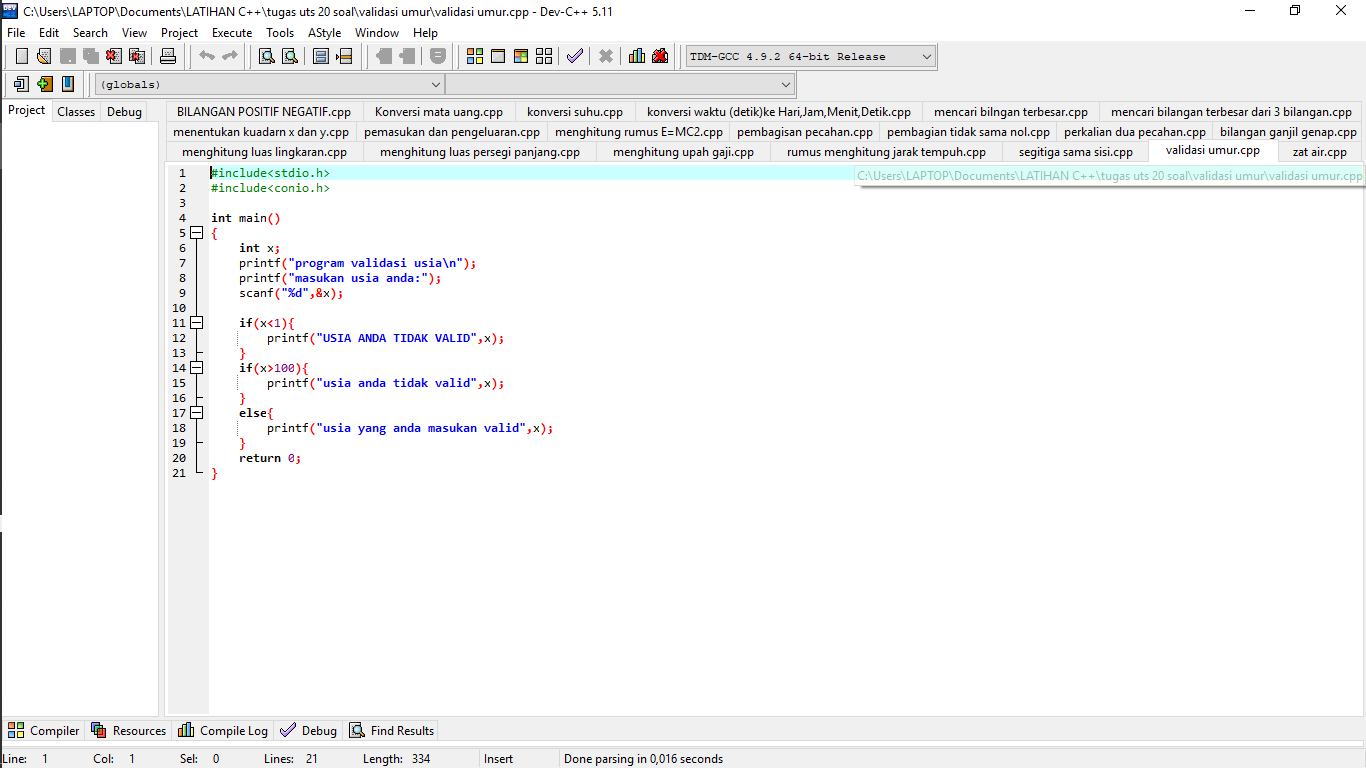 C:\Users\LAPTOP\Documents\LATIHAN C++\tugas uts 20 soal\validasi umur\validasi umur.cpp - Dev-C++ 5.11
File Edit Search View Project Execute Tools AStyle Window Help
TDM-GCC 4.9.2 64-bit Release
(globals)
Project Classes Debug
BILANGAN POSITIF NEGATIF.cpp Konversi mata uang.cpp konversi suhu.cpp konversi waktu (detik)ke Hari,Jam,Menit,Detik.cpp mencari bilngan terbesar.cpp mencari bilangan terbesar dari 3 bilangan.cpp
menentukan kuadarn x dan y.cpp pemasukan dan pengeluaran.cpp menghitung rumus E=MC2.cpp pembagisan pecahan.cpp pembagian tidak sama nol.cpp perkalian dua pecahan.cpp bilangan ganjil genap.cpp
menghitung luas lingkaran.cpp menghitung luas persegi panjang.cpp menghitung upah gaji.cpp rumus menghitung jarak tempuh.cpp segitiga sama sisi.cpp validasi umur.cpp zat air.cpp
C:\Users\LAPTOP\Documents\LATIHAN C++\tugas uts 20 soal\validasi umur\validasi umur.cpp
1 #include<stdio.h>
2 #include<conio.h>
3
4 int main()
5 {
6 int x;
7 printf("program validasi usia\n");
8 printf("masukan usia anda:");
9 scanf("%d",&x);
10
11 if(x<1){
12 printf("USIA ANDA TIDAK VALID",x);
13 }
14 if(x>100){
15 printf("usia anda tidak valid",x);
16 }
17 else{
18 printf("usia yang anda masukan valid",x);
19 }
20 return 0;
21 }
Compiler Resources Compile Log Debug Find Results
Line: 1 Col: 1 Sel: 0 Lines: 21 Length: 334 Insert Done parsing in 0,016 seconds